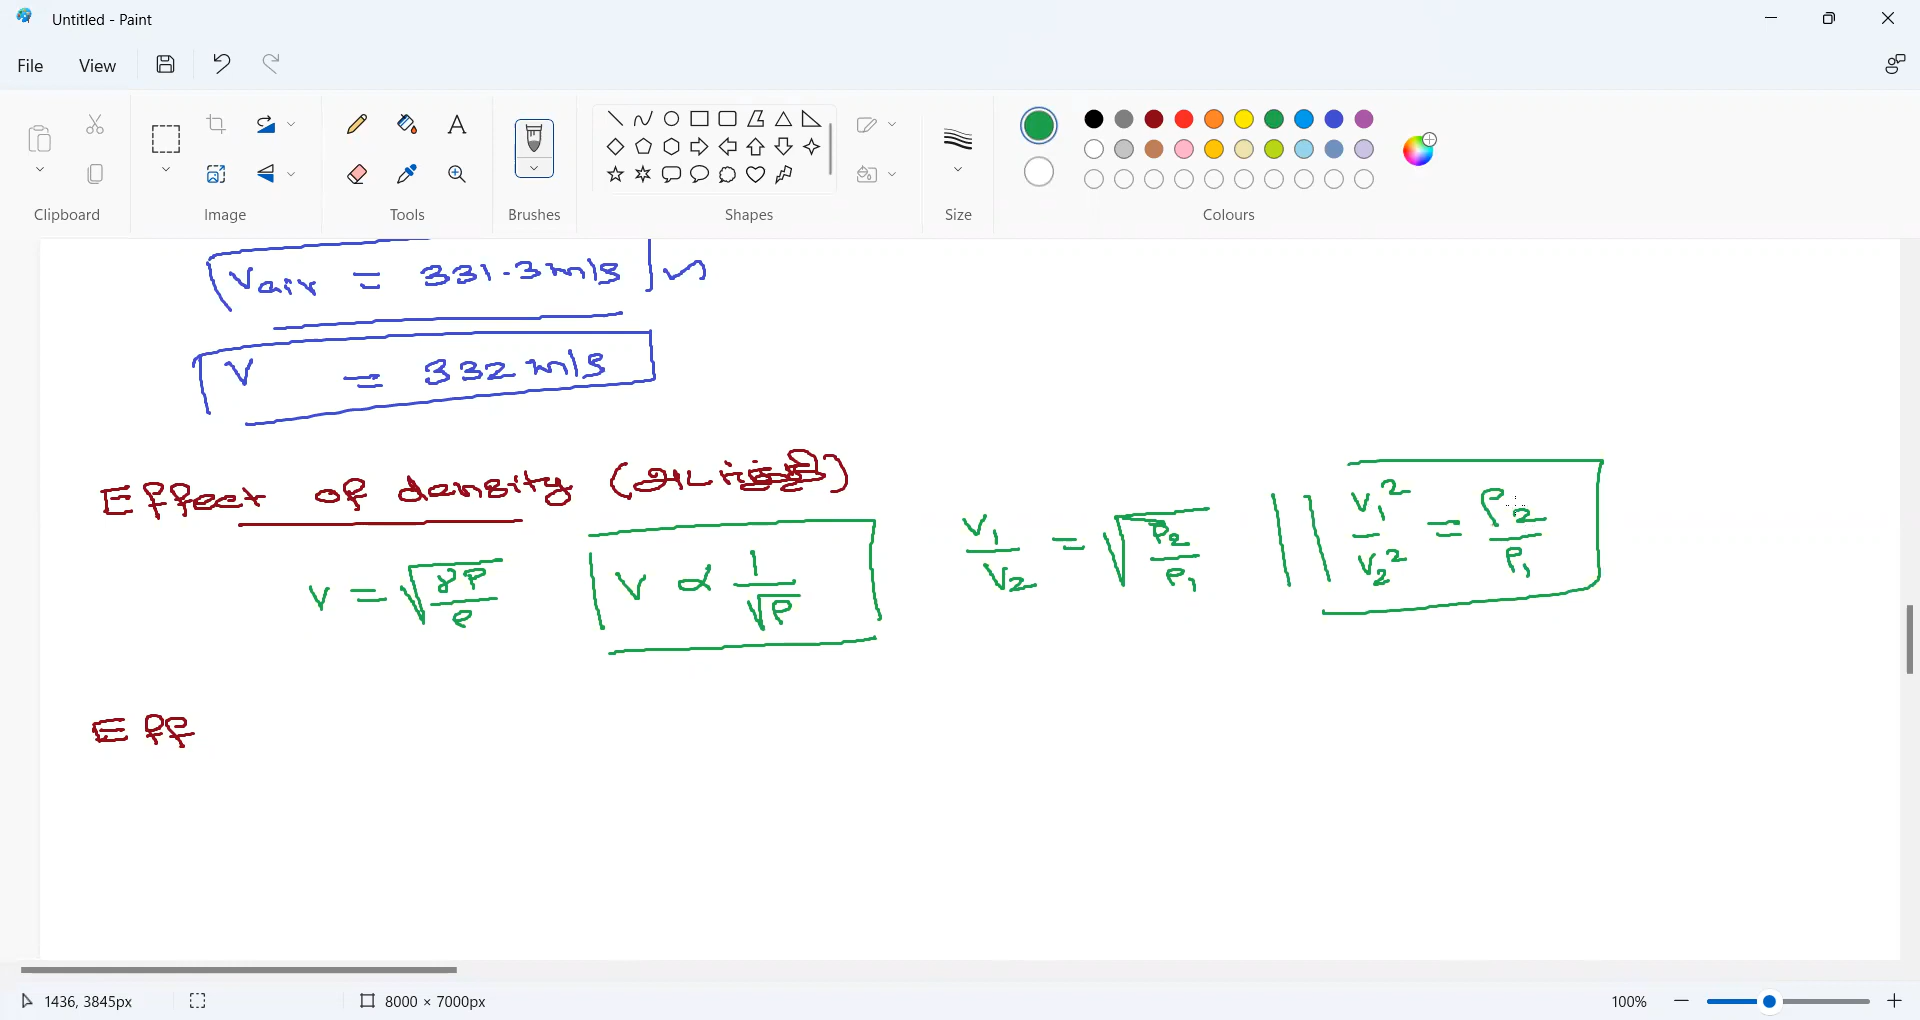 Untitled - Paint
File View
Clipboard Image Tools Brushes Shapes Size Colours
Vair = 331.3 m/s
V = 332 m/s
Effect of density
v = √(γP/ρ) V ∝ 1/√ρ V₁/V₂ = √(ρ₂/ρ₁) V₁²/V₂² = ρ₂/ρ₁
Eff
1436, 3845px 8000 × 7000px 100%